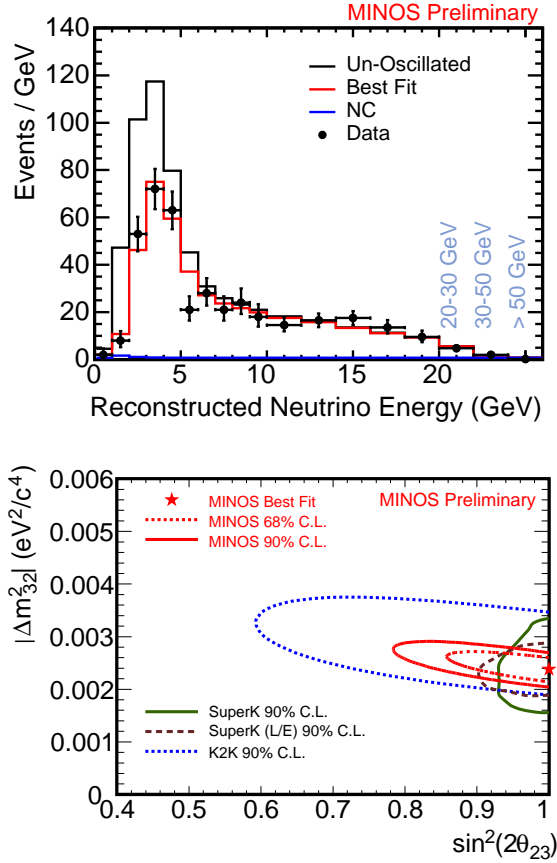 MINOS Preliminary
140
120
100
80
60
40
20
0
Events / GeV
Un-Oscillated
Best Fit
NC
Data
20-30 GeV
30-50 GeV
> 50 GeV
0 5 10 15 20
Reconstructed Neutrino Energy (GeV)
0.006
0.005
0.004
0.003
0.002
0.001
0
|Δm²₃₂| (eV²/c⁴)
MINOS Best Fit
MINOS 68% C.L.
MINOS 90% C.L.
MINOS Preliminary
SuperK 90% C.L.
SuperK (L/E) 90% C.L.
K2K 90% C.L.
0.4 0.5 0.6 0.7 0.8 0.9 1
sin²(2θ₂₃)